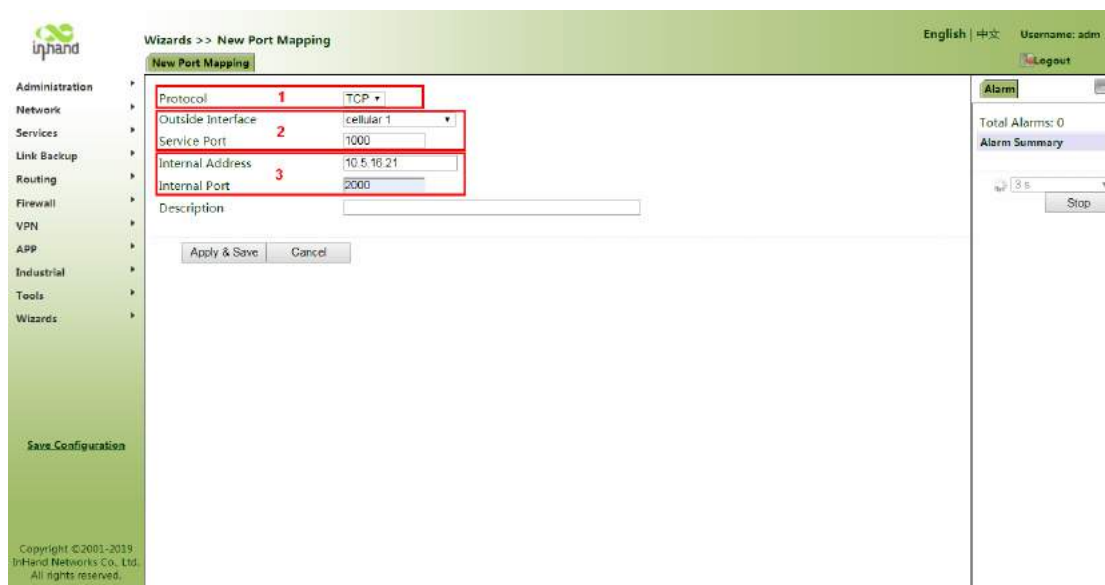 inhand
Wizards >> New Port Mapping
English | 中文 Username: adm
Logout
New Port Mapping
Administration
Network
Services
Link Backup
Routing
Firewall
VPN
APP
Industrial
Tools
Wizards
Save Configuration
Copyright ©2001-2019
InHand Networks Co., Ltd.
All rights reserved.
Protocol 1 TCP
Outside Interface cellular 1
2
Service Port 1000
Internal Address 10.5.16.21
3
Internal Port 2000
Description
Apply & Save Cancel
Alarm
Total Alarms: 0
Alarm Summary
3 s
Stop